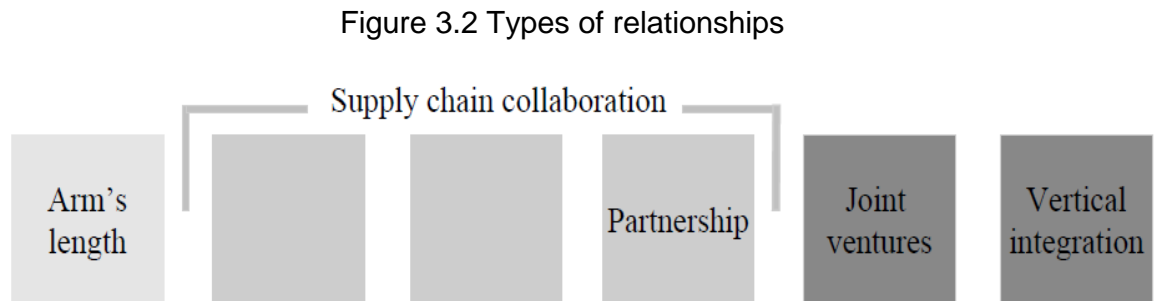 Figure 3.2 Types of relationships
Supply chain collaboration
Arm's
length
Partnership
Joint
ventures
Vertical
integration